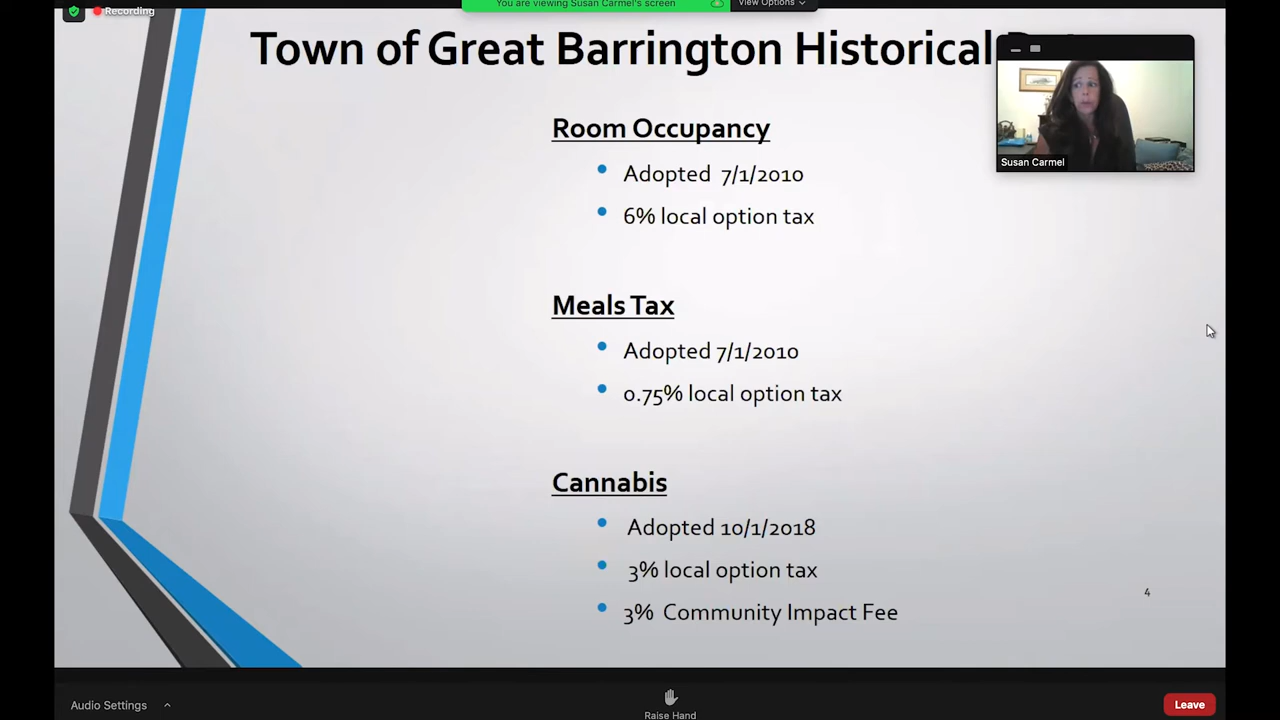 Recording
You are viewing Susan Carmel's screen
View Options
Town of Great Barrington Historical
Susan Carmel
Room Occupancy
Adopted 7/1/2010
6% local option tax
Meals Tax
Adopted 7/1/2010
0.75% local option tax
Cannabis
Adopted 10/1/2018
3% local option tax
3% Community Impact Fee
4
Audio Settings
Raise Hand
Leave